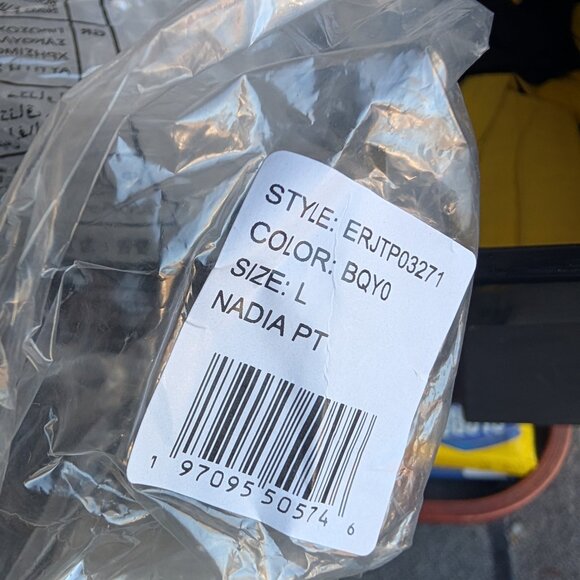 STYLE: ERJTP03271
COLOR: BQY0
SIZE: L
NADIA PT
1 97095 50574 6